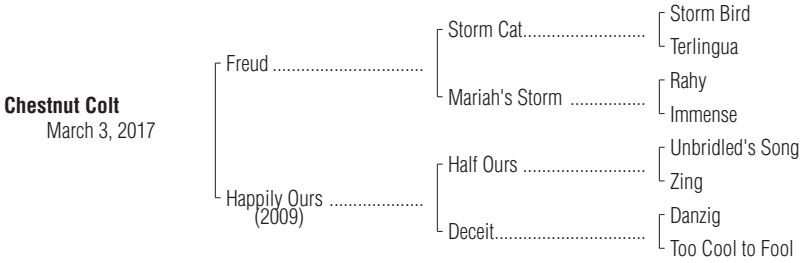 Storm Bird
Storm Cat..........................
Terlingua
Freud ................................
Rahy
Mariah's Storm ................
Immense
Chestnut Colt
March 3, 2017
Unbridled's Song
Half Ours ..........................
Zing
Happily Ours ....................
(2009)
Danzig
Deceit................................
Too Cool to Fool